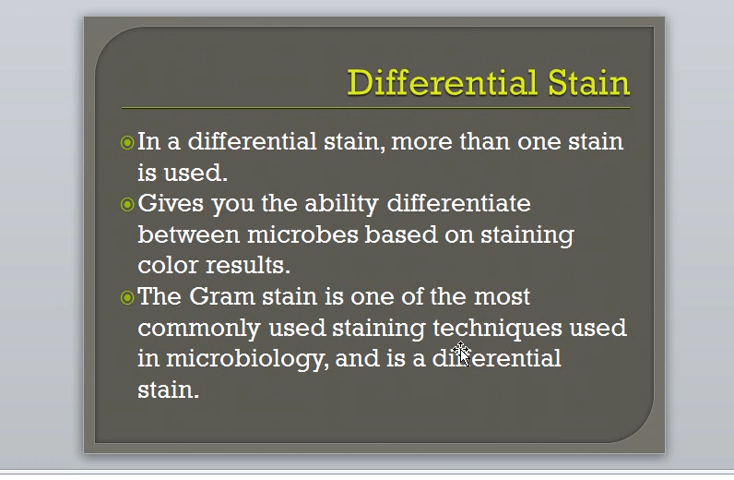 Differential Stain
In a differential stain, more than one stain
is used.
Gives you the ability differentiate
between microbes based on staining
color results.
The Gram stain is one of the most
commonly used staining techniques used
in microbiology, and is a differential
stain.